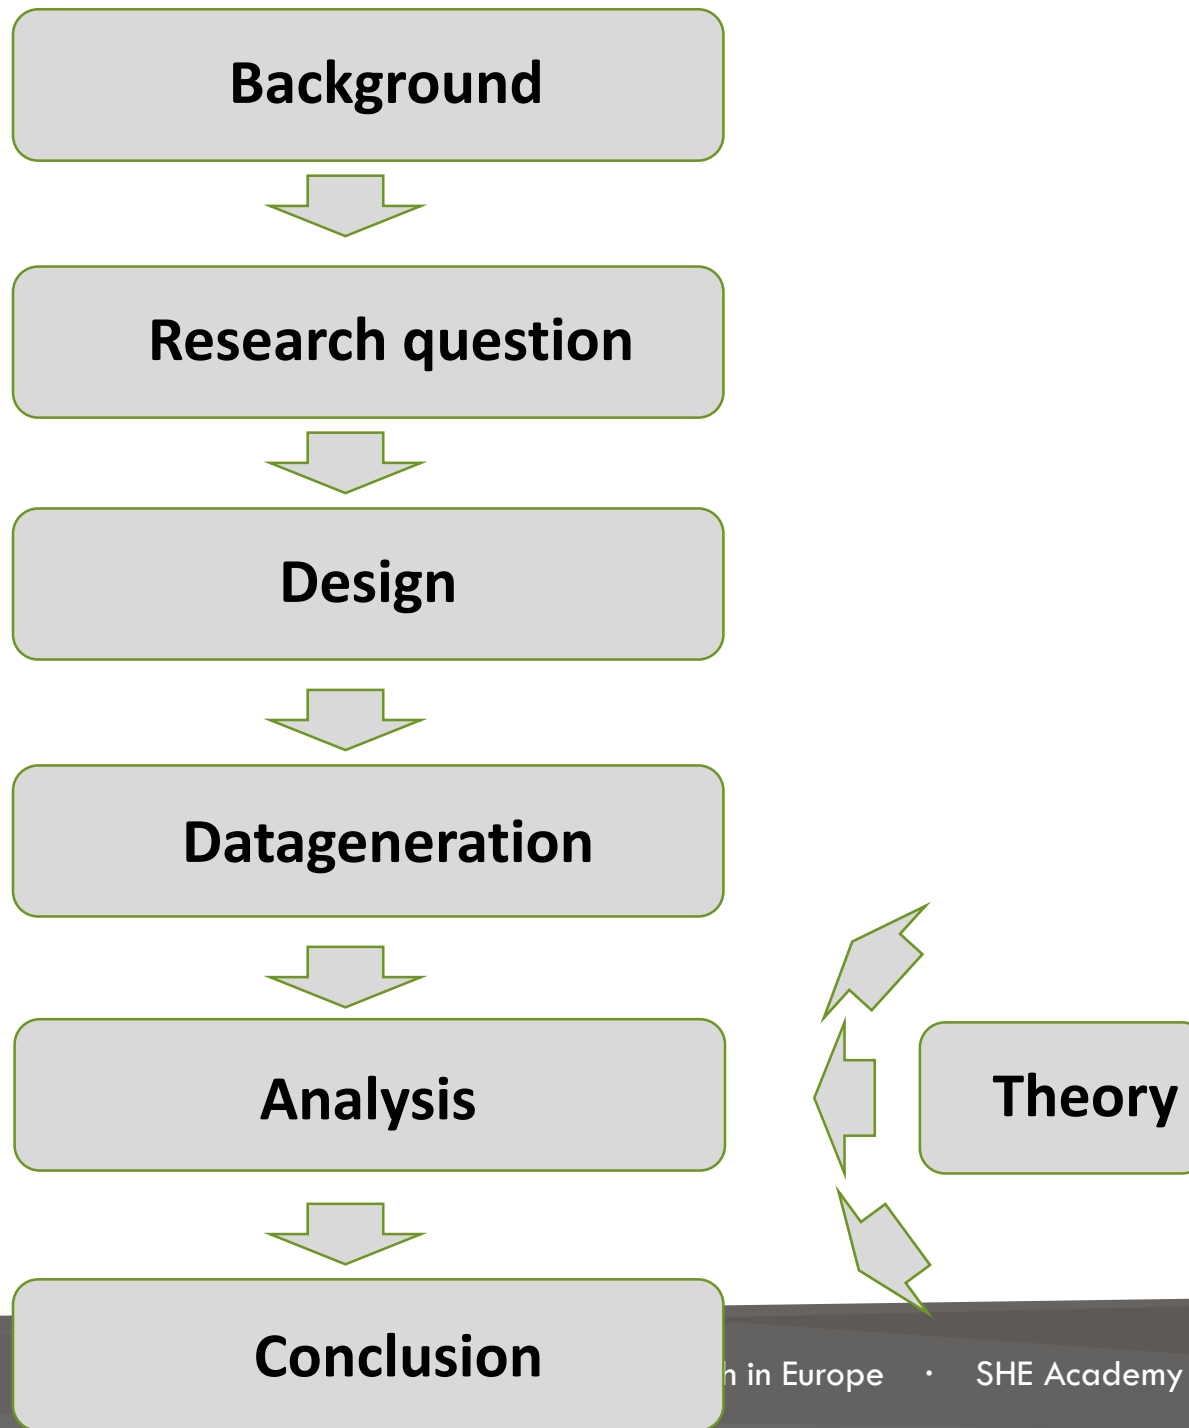 Background
Research question
Design
Datageneration
Analysis
Theory
Conclusion
in Europe · SHE Academy